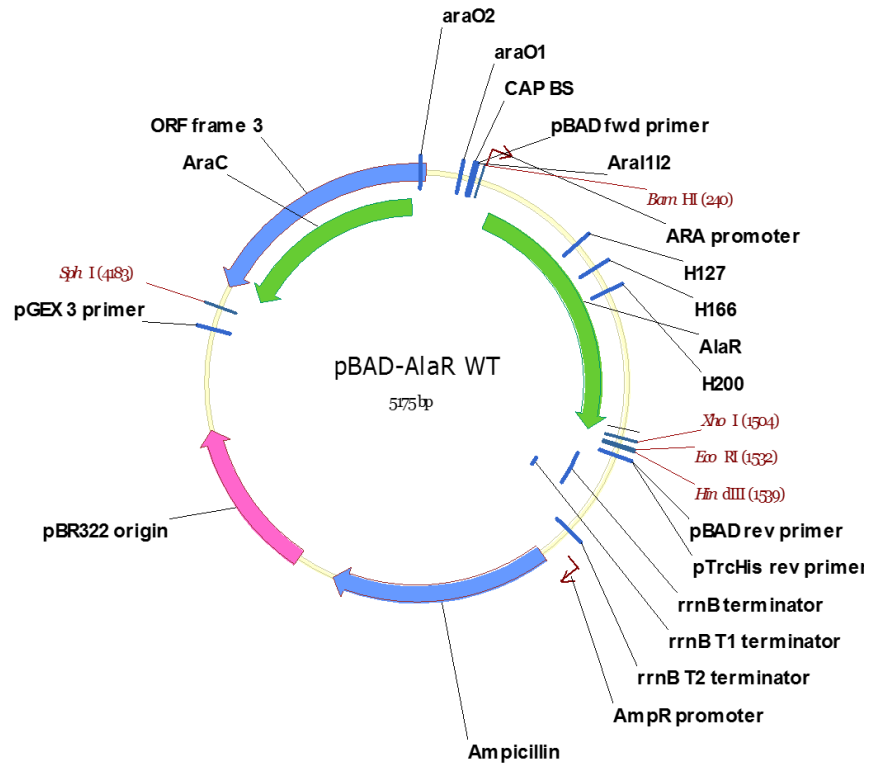 araO2
araO1
CAP BS
pBAD fwd primer
AraI1I2
Bam HI (240)
ARA promoter
H127
H166
AlaR
H200
Xho I (1504)
Eco RI (1532)
Hin dIII (1539)
pBAD rev primer
pTrcHis rev primer
rrnB terminator
rrnB T1 terminator
rrnB T2 terminator
AmpR promoter
Ampicillin
pBR322 origin
pGEX 3 primer
Sph I (4183)
AraC
ORF frame 3
pBAD-AlaR WT
5175 bp